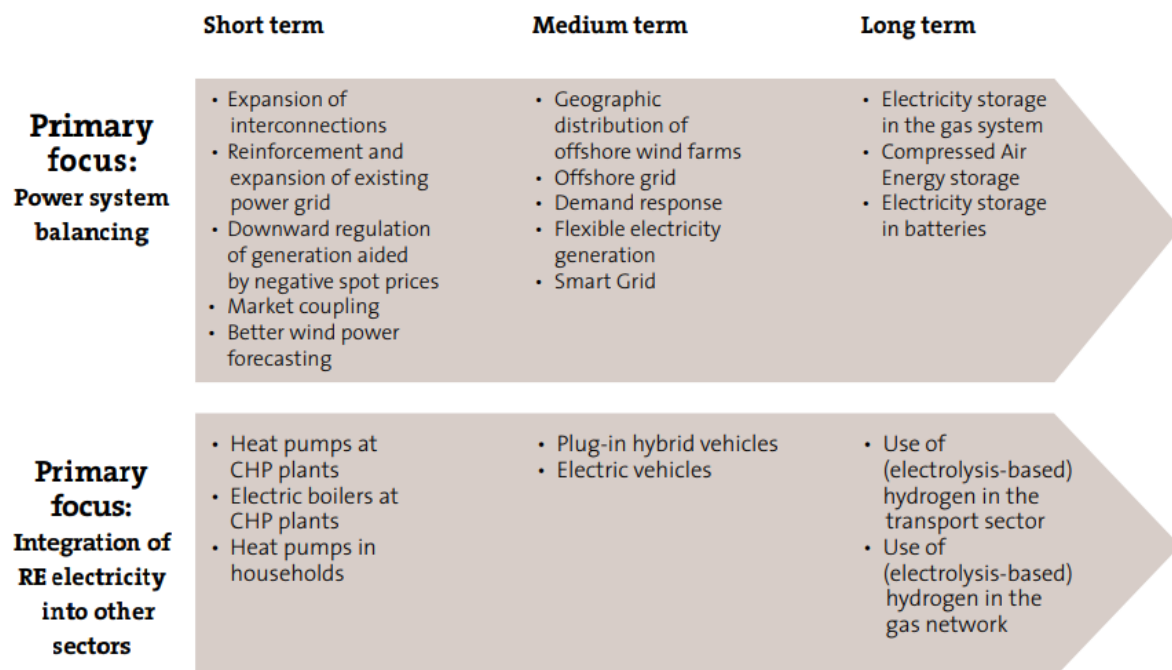 Short term
Medium term
Long term
Primary
focus:
Power system
balancing
• Expansion of
interconnections
• Reinforcement and
expansion of existing
power grid
• Downward regulation
of generation aided
by negative spot prices
• Market coupling
• Better wind power
forecasting
• Geographic
distribution of
offshore wind farms
• Offshore grid
• Demand response
• Flexible electricity
generation
• Smart Grid
• Electricity storage
in the gas system
• Compressed Air
Energy storage
• Electricity storage
in batteries
Primary
focus:
Integration of
RE electricity
into other
sectors
• Heat pumps at
CHP plants
• Electric boilers at
CHP plants
• Heat pumps in
households
• Plug-in hybrid vehicles
• Electric vehicles
• Use of
(electrolysis-based)
hydrogen in the
transport sector
• Use of
(electrolysis-based)
hydrogen in the
gas network